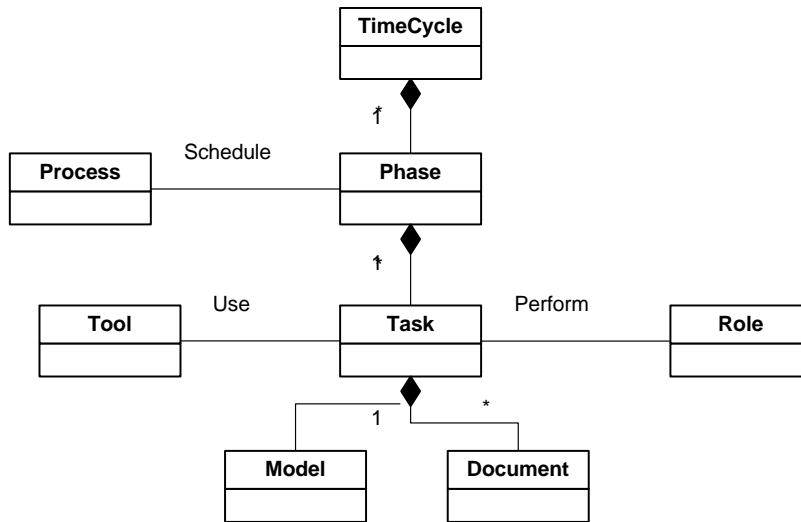 TimeCycle
1
*
Schedule
Process
Phase
1
*
Use
Perform
Tool
Task
Role
1
*
Model
Document